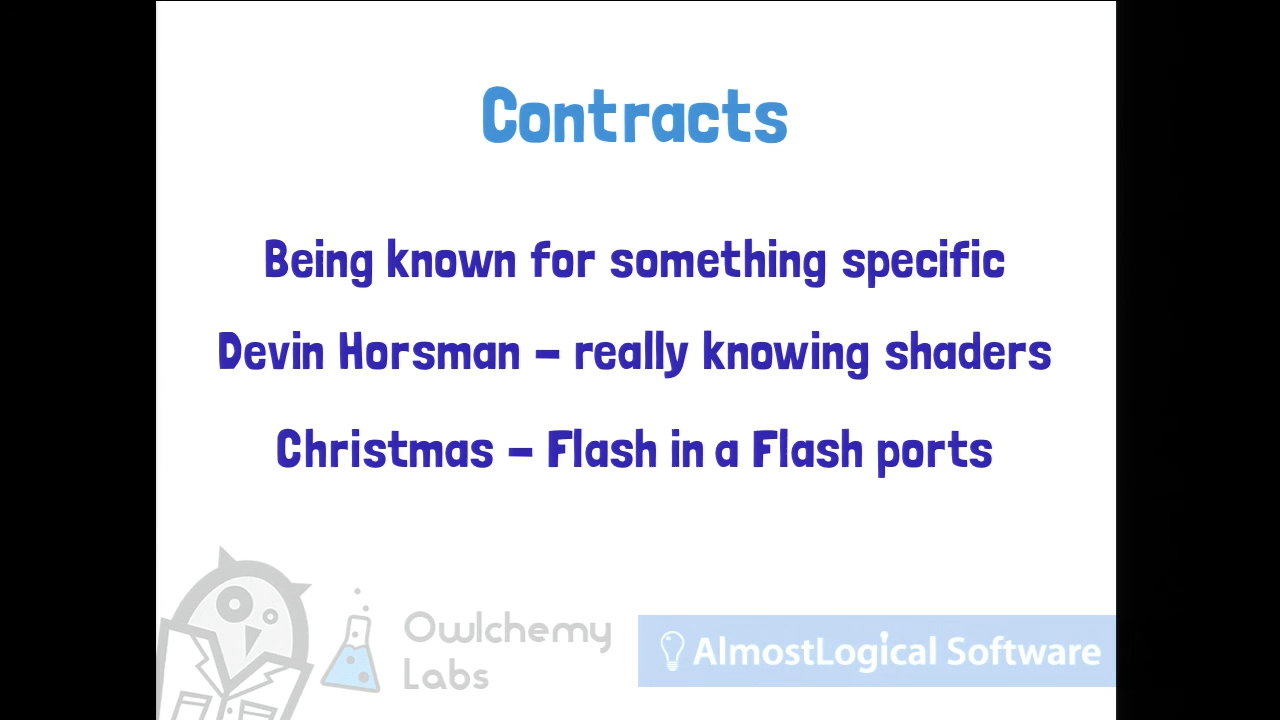 Contracts
Being known for something specific
Devin Horsman – really knowing shaders
Christmas – Flash in a Flash ports
Owlchemy
Labs
AlmostLogical Software